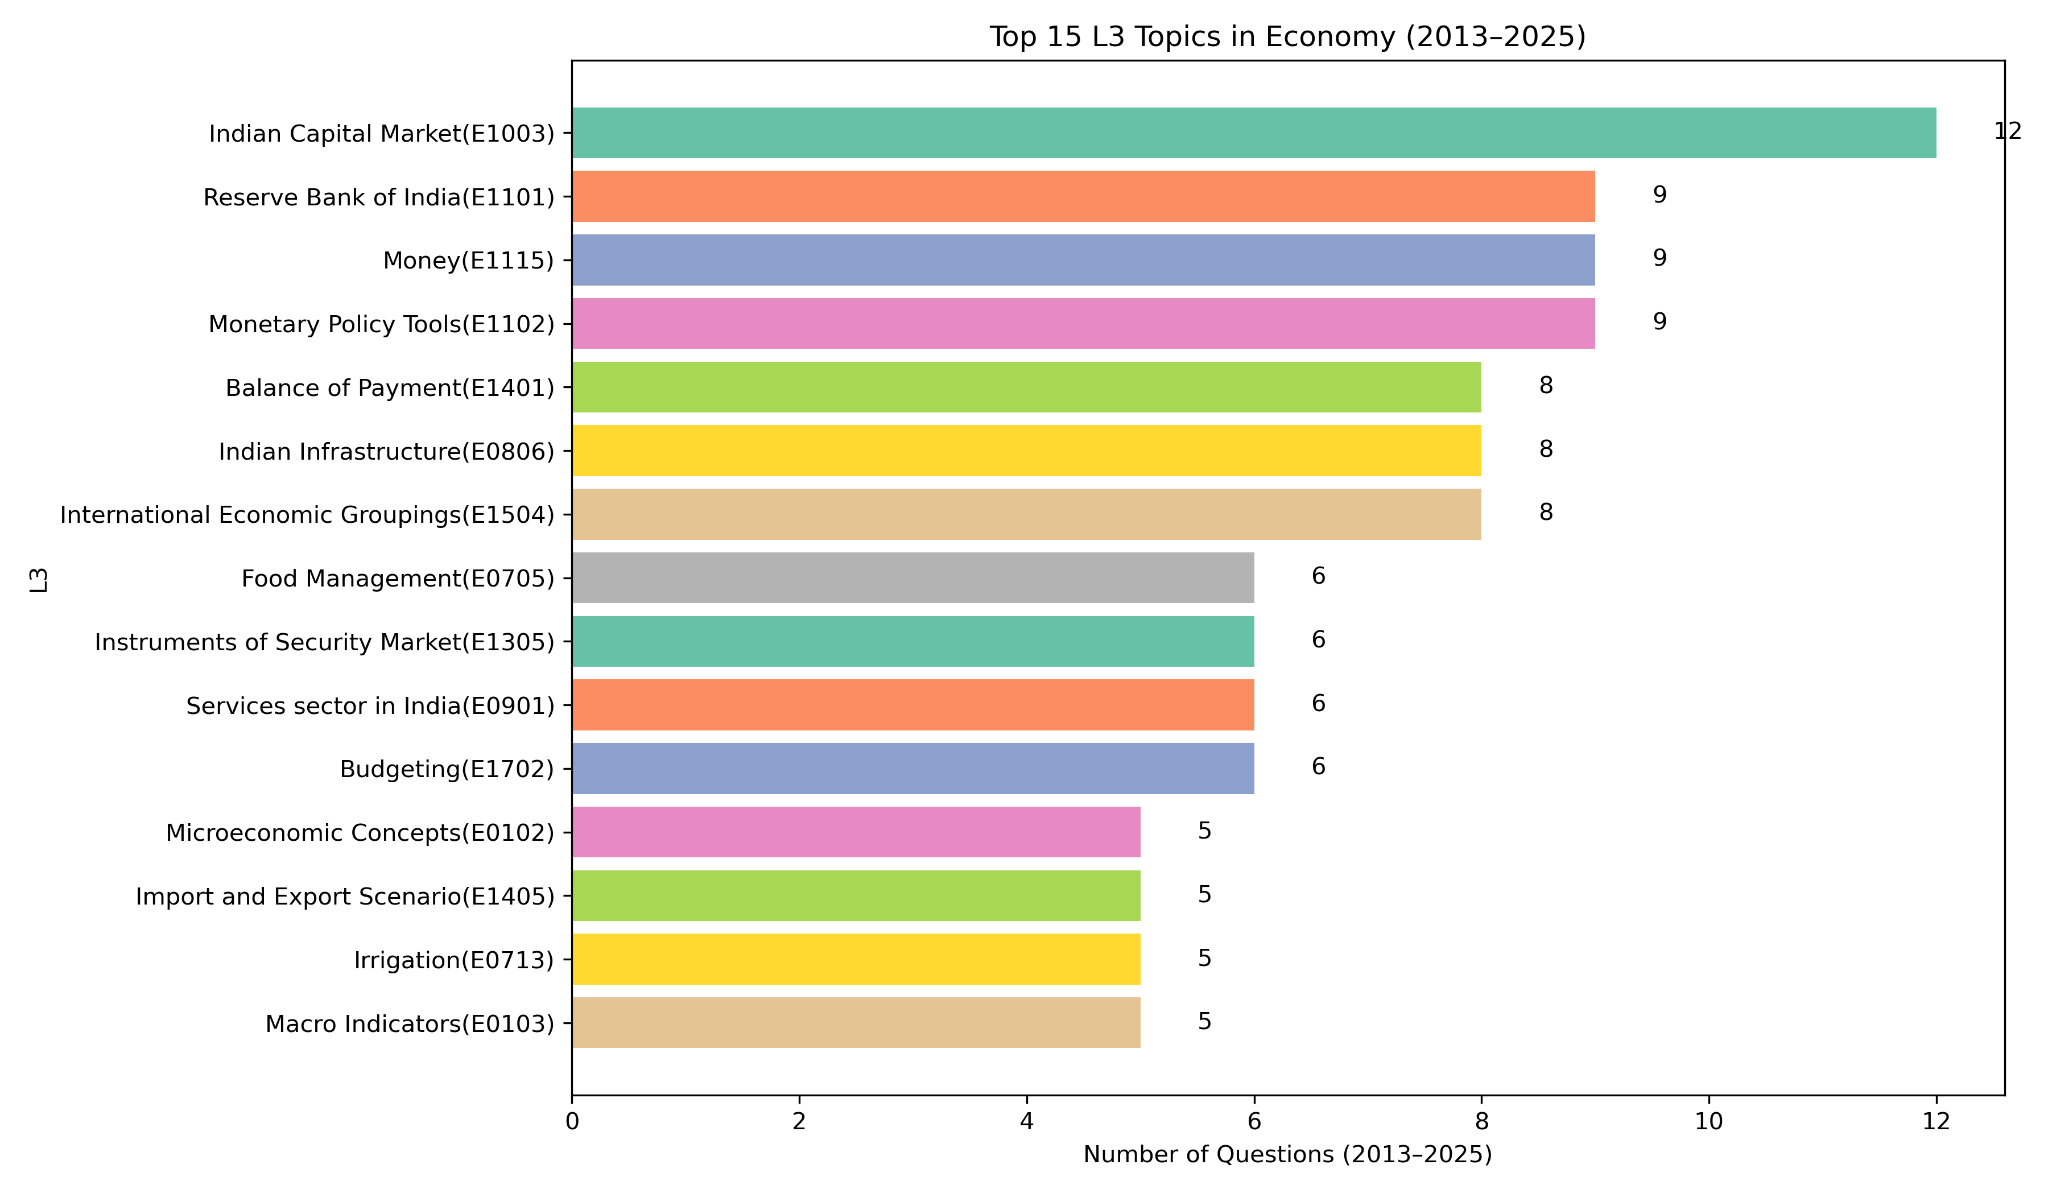 Top 15 L3 Topics in Economy (2013–2025)
Indian Capital Market(E1003) 12
Reserve Bank of India(E1101) 9
Money(E1115) 9
Monetary Policy Tools(E1102) 9
Balance of Payment(E1401) 8
Indian Infrastructure(E0806) 8
International Economic Groupings(E1504) 8
Food Management(E0705) 6
L3
Instruments of Security Market(E1305) 6
Services sector in India(E0901) 6
Budgeting(E1702) 6
Microeconomic Concepts(E0102) 5
Import and Export Scenario(E1405) 5
Irrigation(E0713) 5
Macro Indicators(E0103) 5
0 2 4 6 8 10 12
Number of Questions (2013–2025)